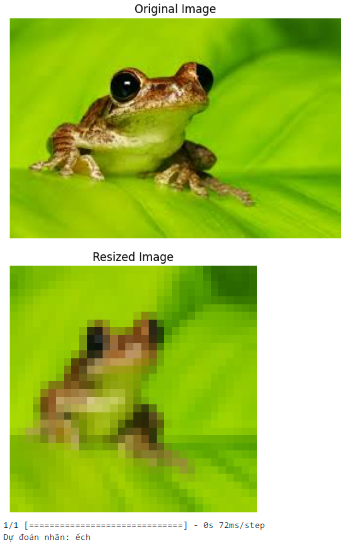 Original Image
Resized Image
1/1 [==============================] - 0s 72ms/step
Dự đoán nhãn: ếch